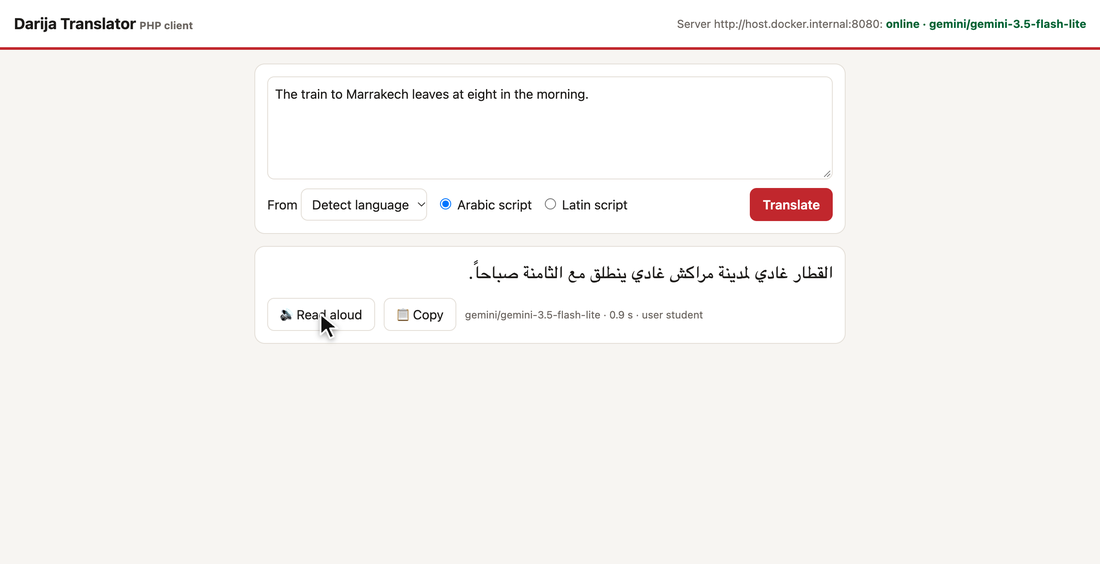 Darija Translator PHP client
Server http://host.docker.internal:8080: online · gemini/gemini-3.5-flash-lite
The train to Marrakech leaves at eight in the morning.
From Detect language Arabic script Latin script Translate
القطار غادي لمدينة مراكش غادي ينطلق مع الثامنة صباحاً.
Read aloud Copy gemini/gemini-3.5-flash-lite · 0.9 s · user student